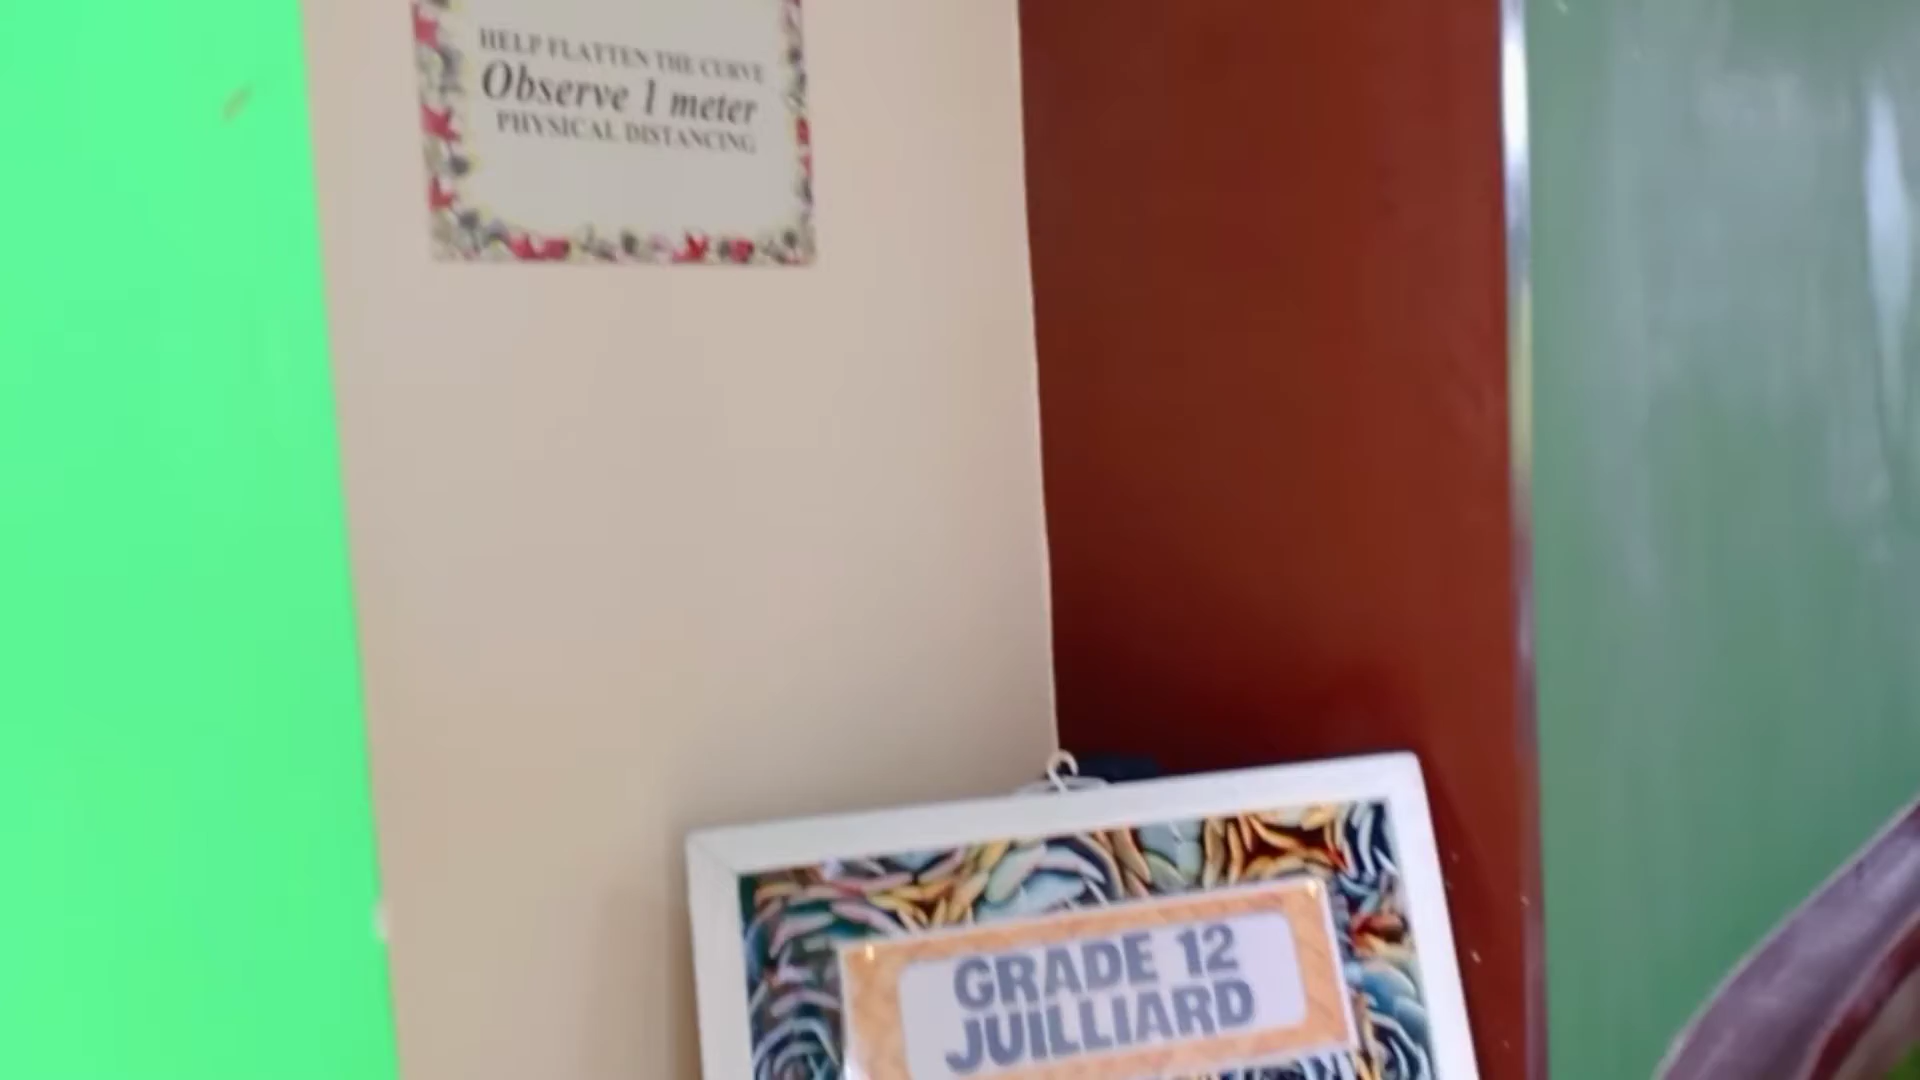 HELP FLATTEN THE CURVE
Observe 1 meter
PHYSICAL DISTANCING
GRADE 12
JUILLIARD